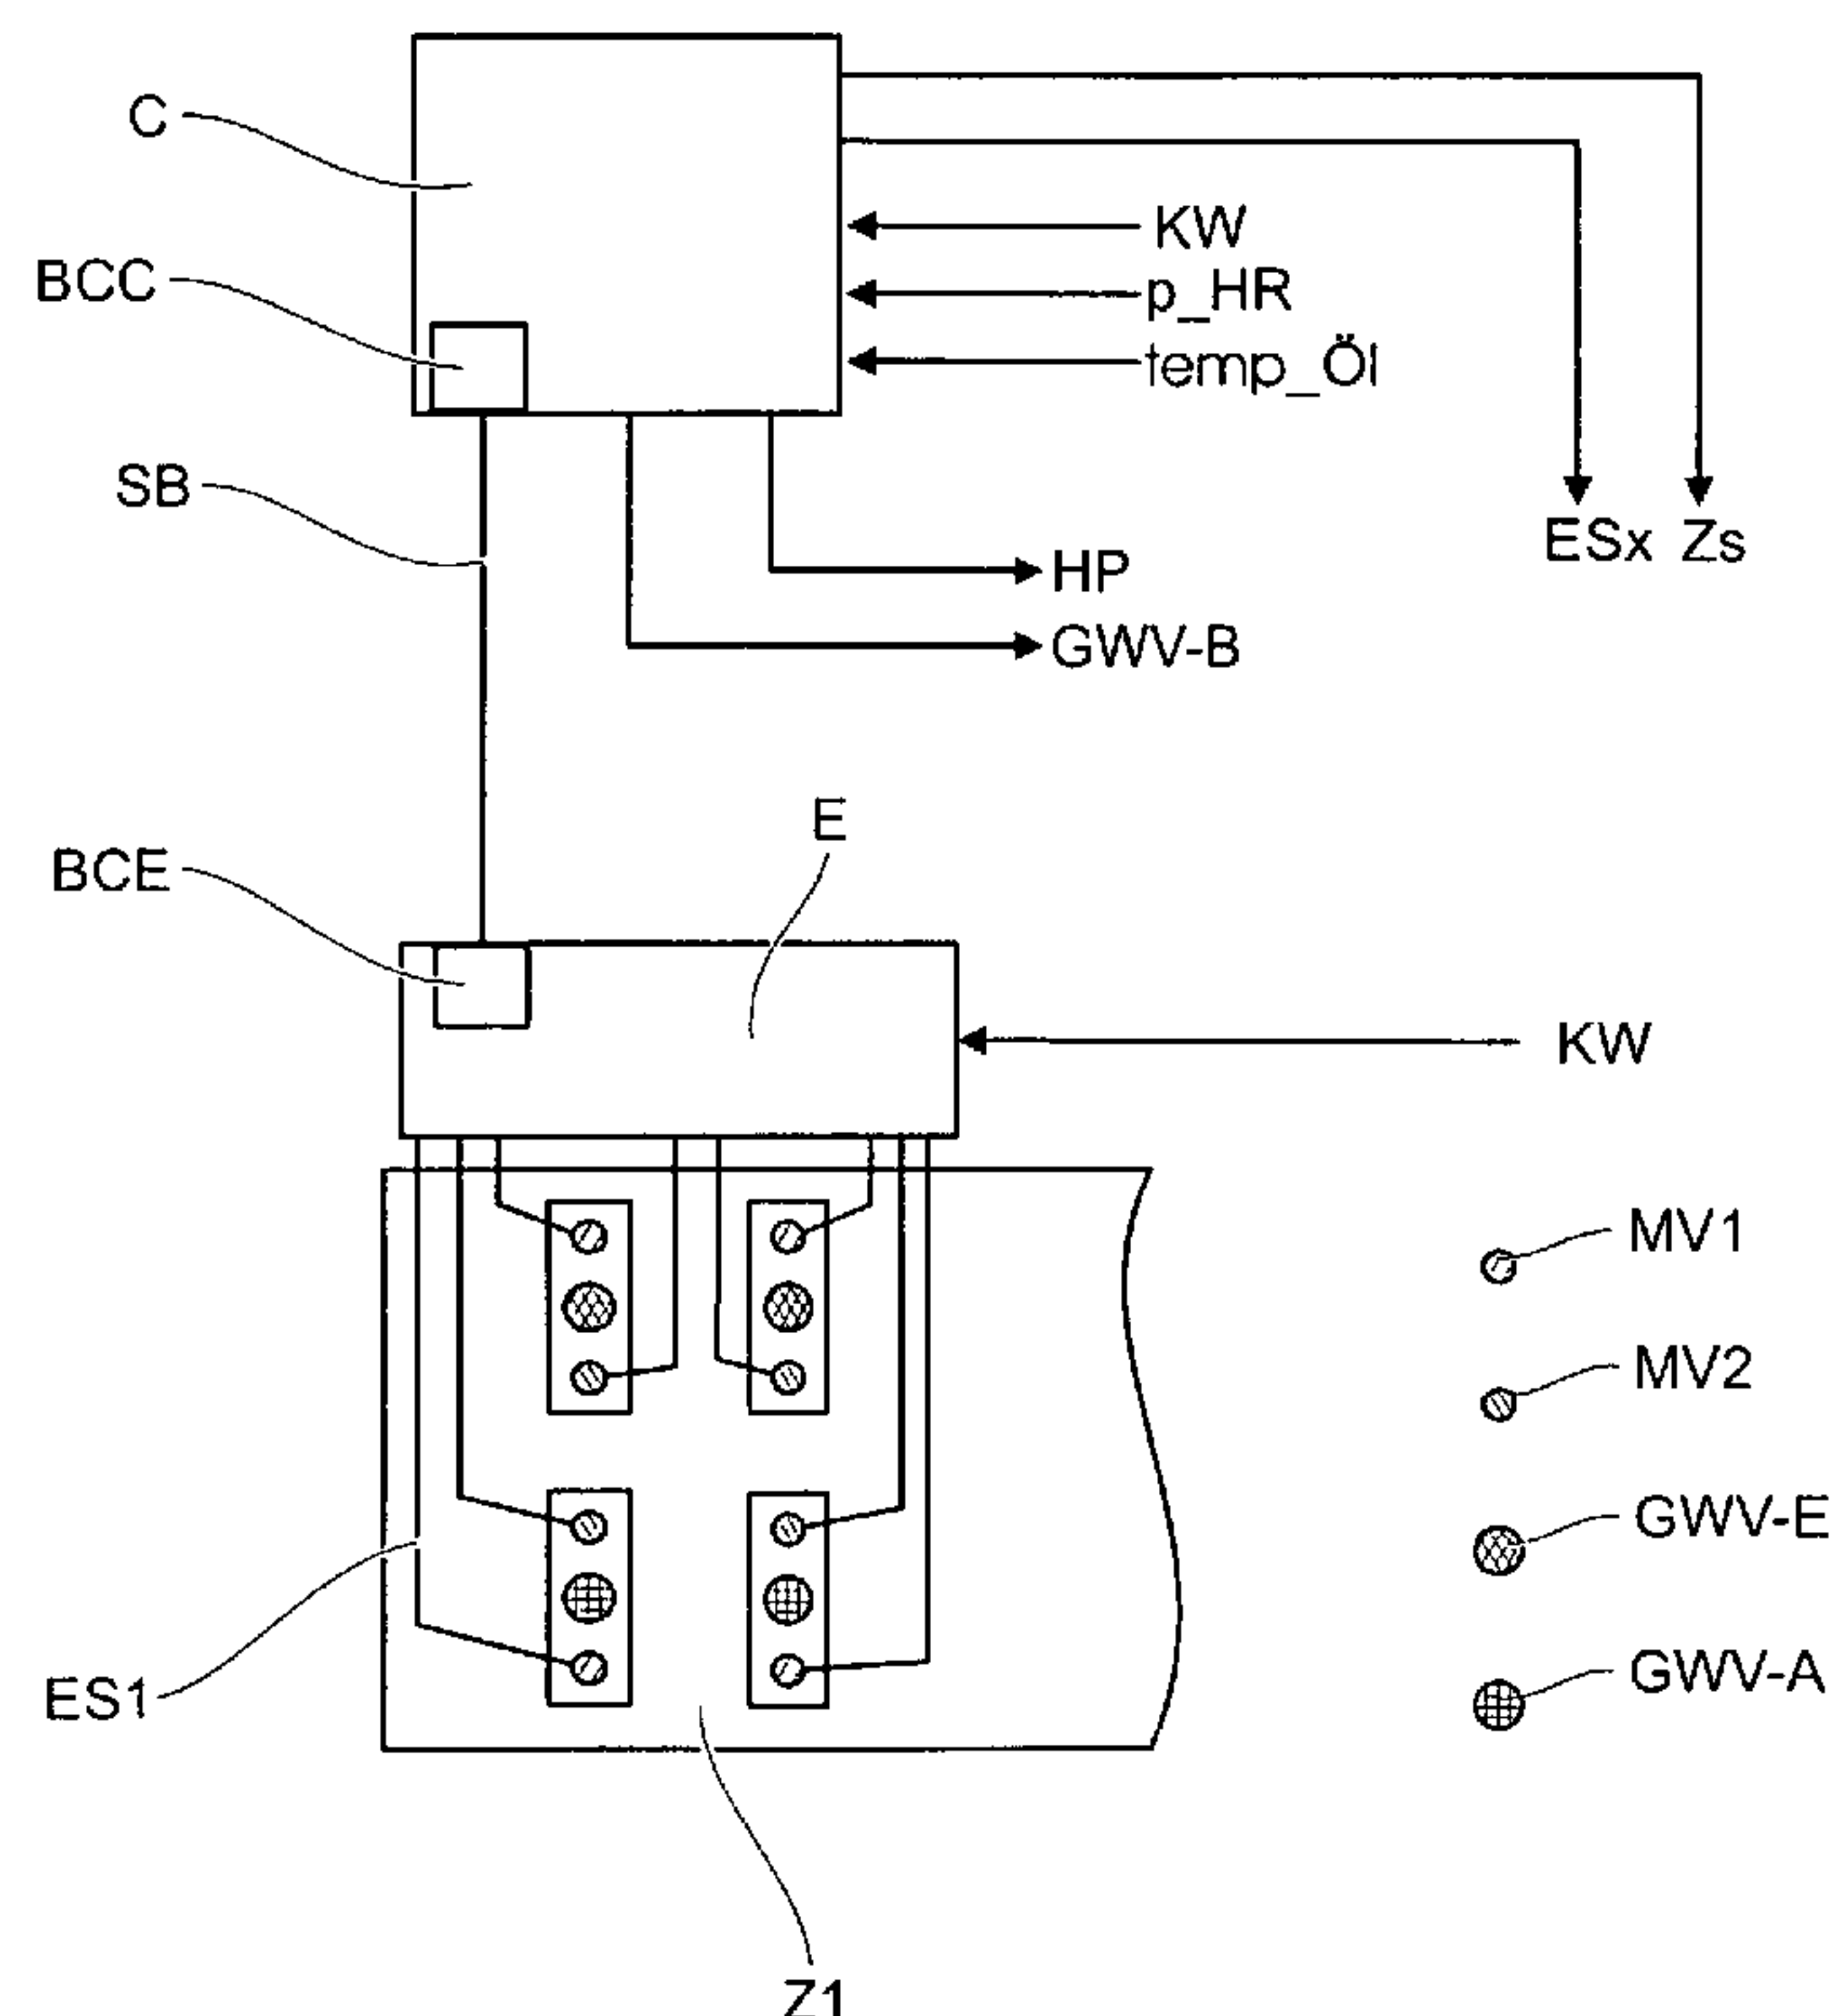 C
KW
BCC
p_HR
temp_Öl
SB
ESx Zs
HP
GWV-B
E
BCE
KW
MV1
MV2
GWV-E
GWV-A
ES1
Z1